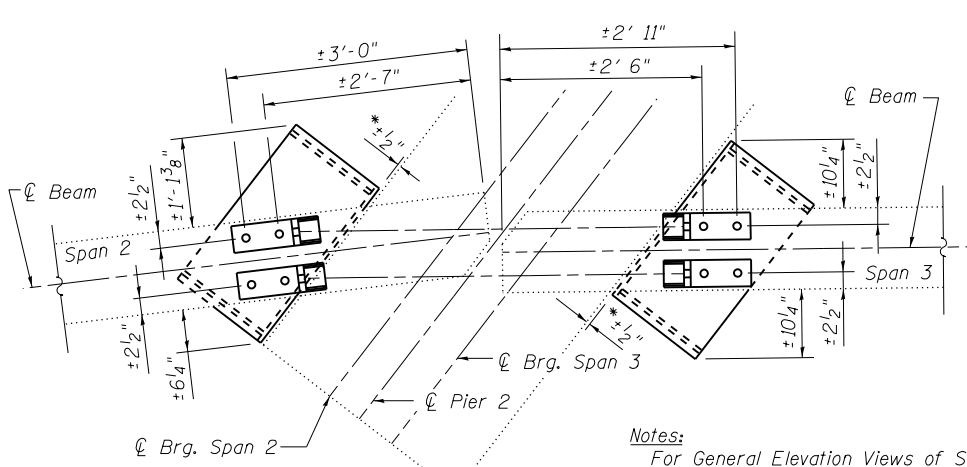 ±2' 11"
±3'-0"
±2' 6"
±2'-7"
℄ Beam
*
±½"
±1'-1⅜"
±2½"
±10¼"
±2½"
℄ Beam
Span 2
Span 3
±2½"
±6¼"
*
±½"
±10¼"
±2½"
℄ Brg. Span 3
℄ Pier 2
℄ Brg. Span 2
Notes:
For General Elevation Views of S